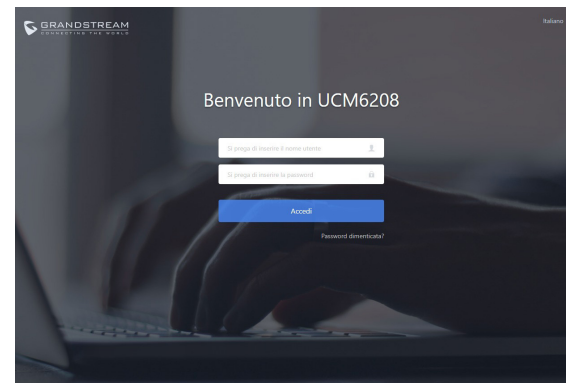 GRANDSTREAM
CONNECTING THE WORLD
Italiano
Benvenuto in UCM6208
Si prega di inserire il nome utente
Si prega di inserire la password
Accedi
Password dimenticata?